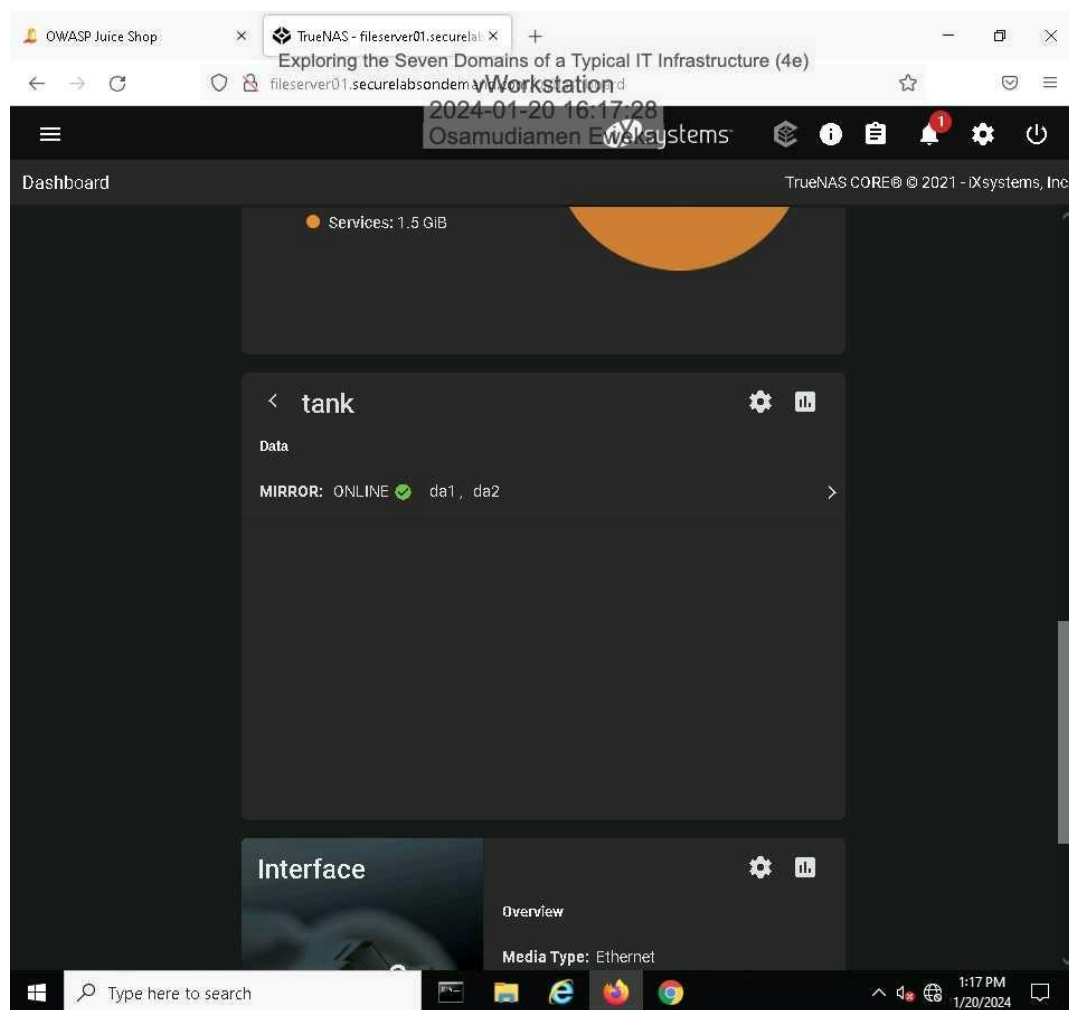 OWASP Juice Shop
TrueNAS - fileserver01.securelab
Exploring the Seven Domains of a Typical IT Infrastructure (4e)
fileserver01.securelabsondemand.com
vWorkstation
2024-01-20 16:17:28
Osamudiamen
systems
1
Dashboard
TrueNAS CORE® © 2021 - iXsystems, Inc
Services: 1.5 GiB
tank
Data
MIRROR: ONLINE da1, da2
Interface
Overview
Media Type: Ethernet
Type here to search
1:17 PM
1/20/2024